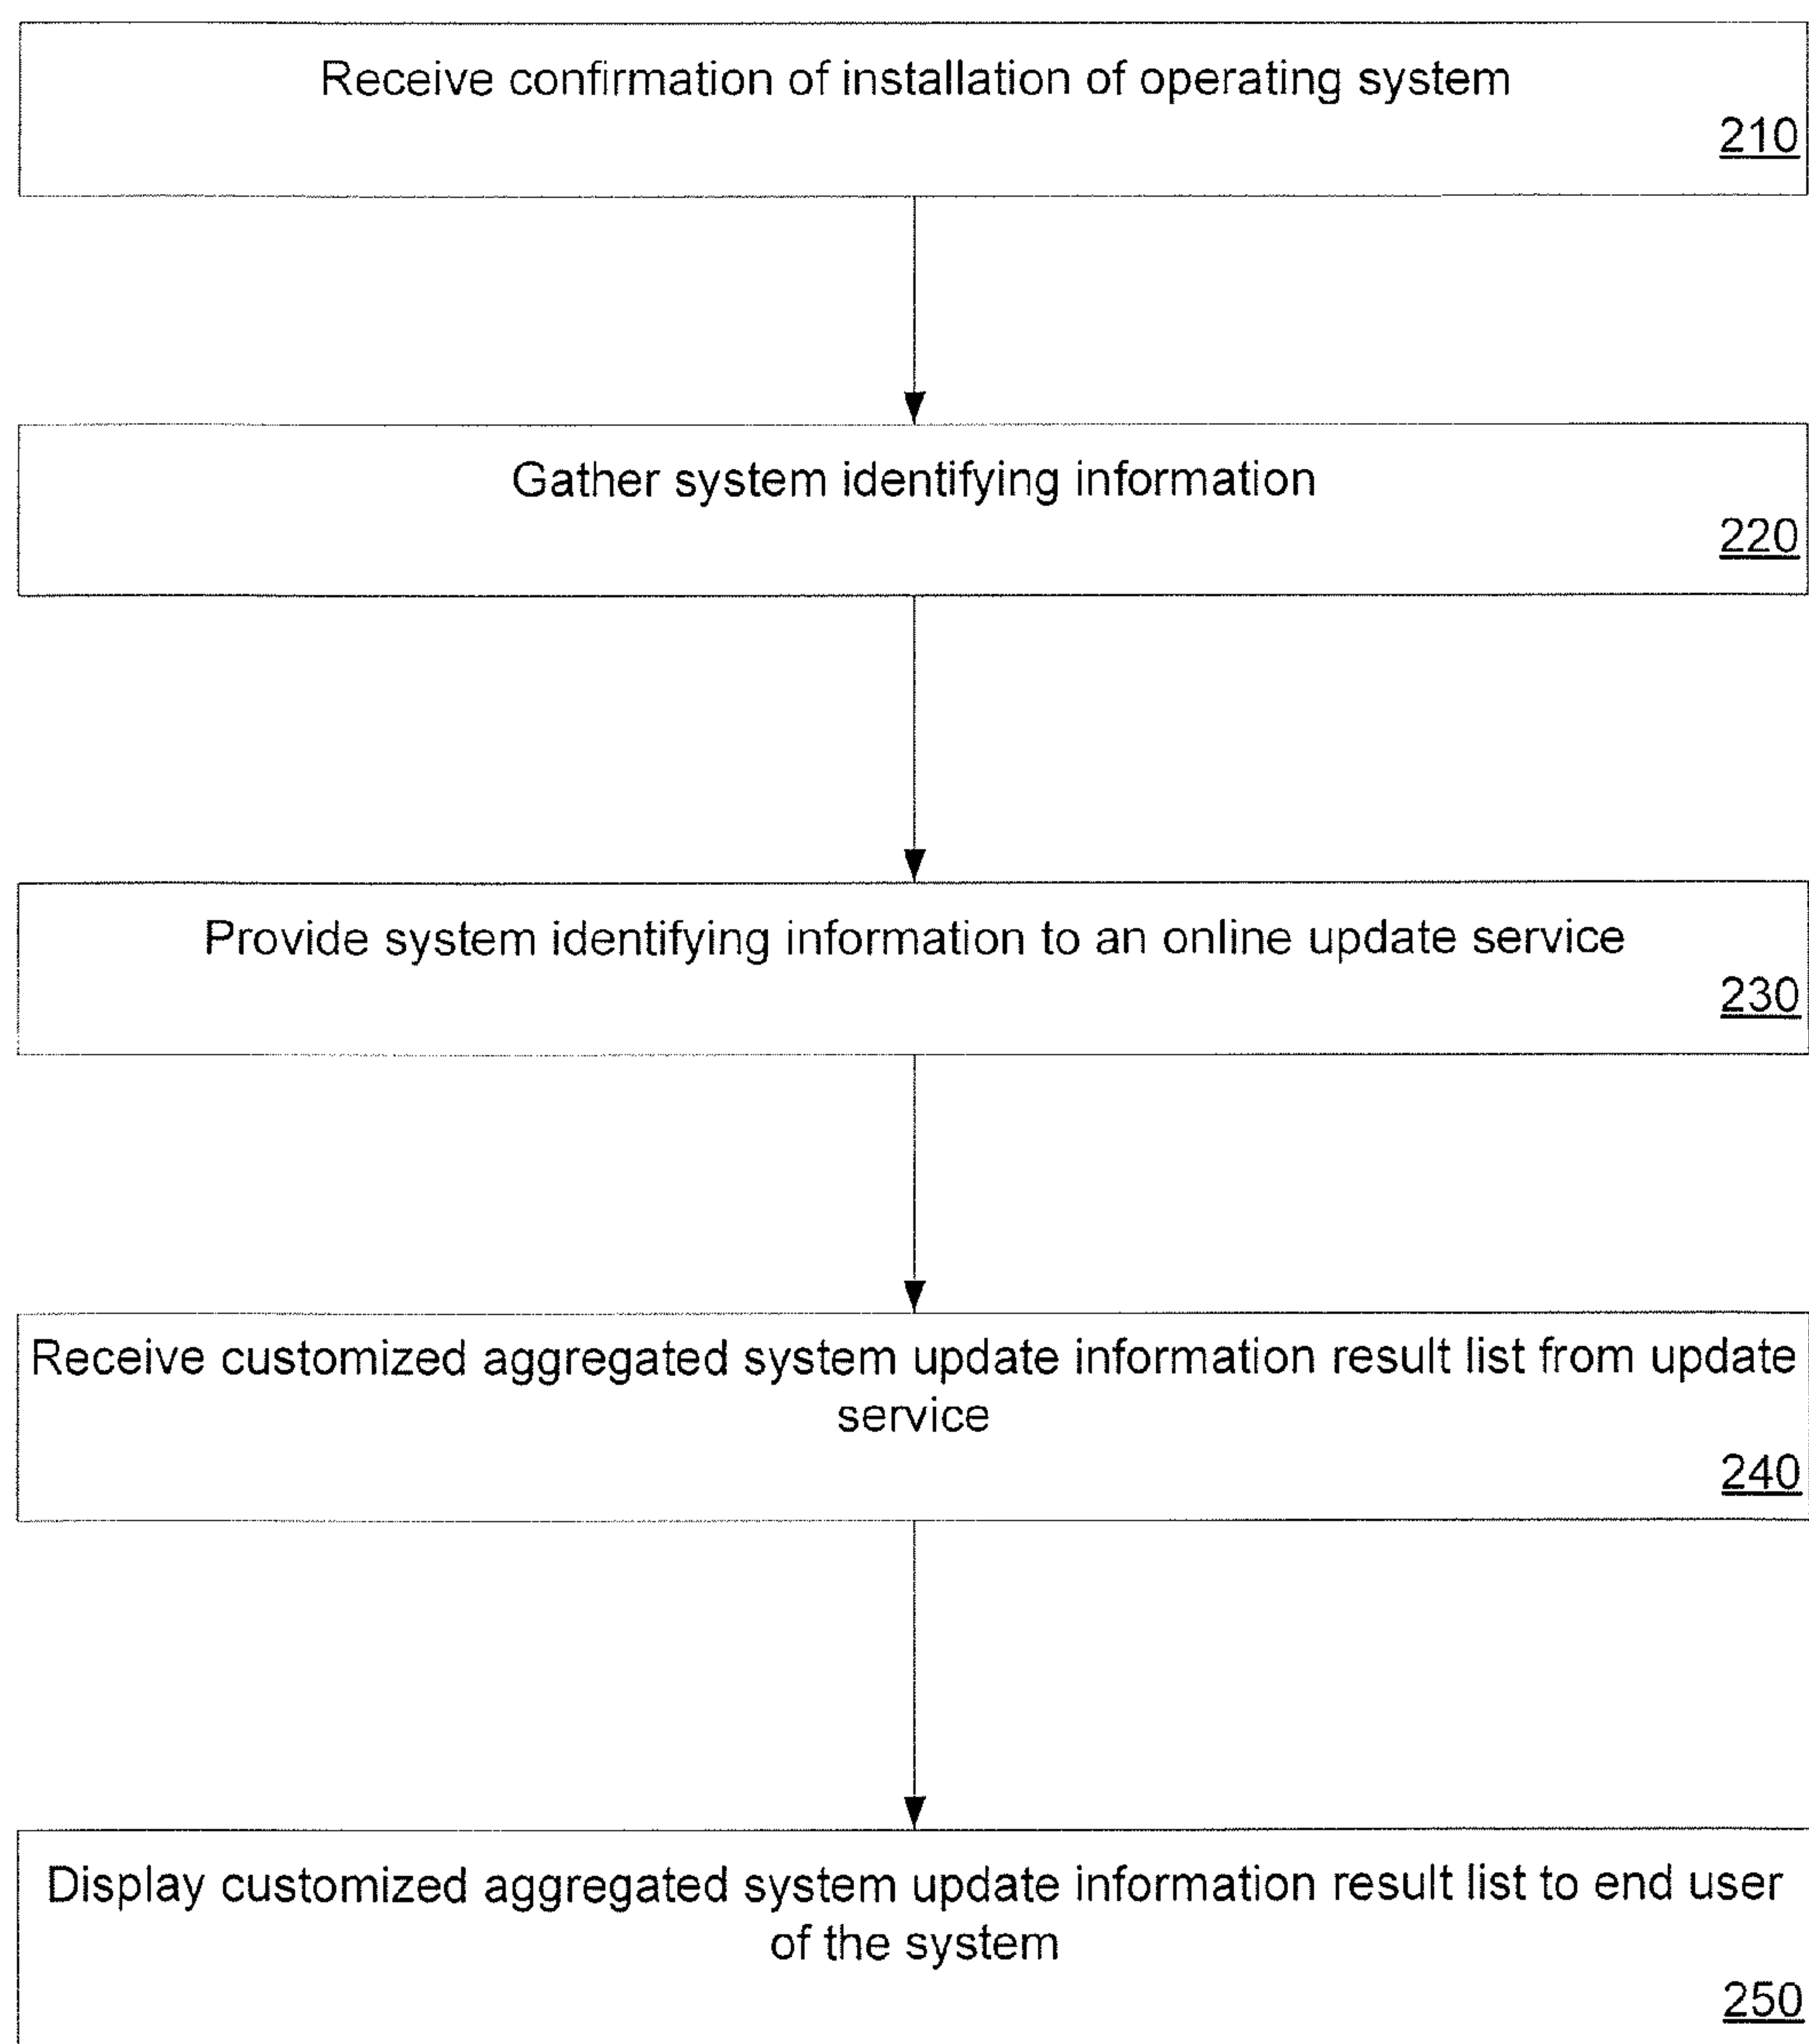 Receive confirmation of installation of operating system
210
Gather system identifying information
220
Provide system identifying information to an online update service
230
Receive customized aggregated system update information result list from update
service
240
Display customized aggregated system update information result list to end user
of the system
250